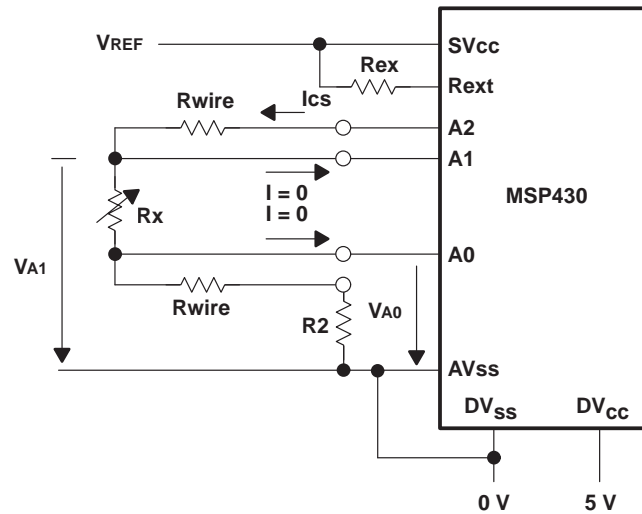 VREF
SVcc
Rex
Rext
Rwire
Ics
A2
A1
I = 0
MSP430
I = 0
Rx
A0
VA1
Rwire
VA0
R2
AVss
DVss
DVcc
0 V
5 V